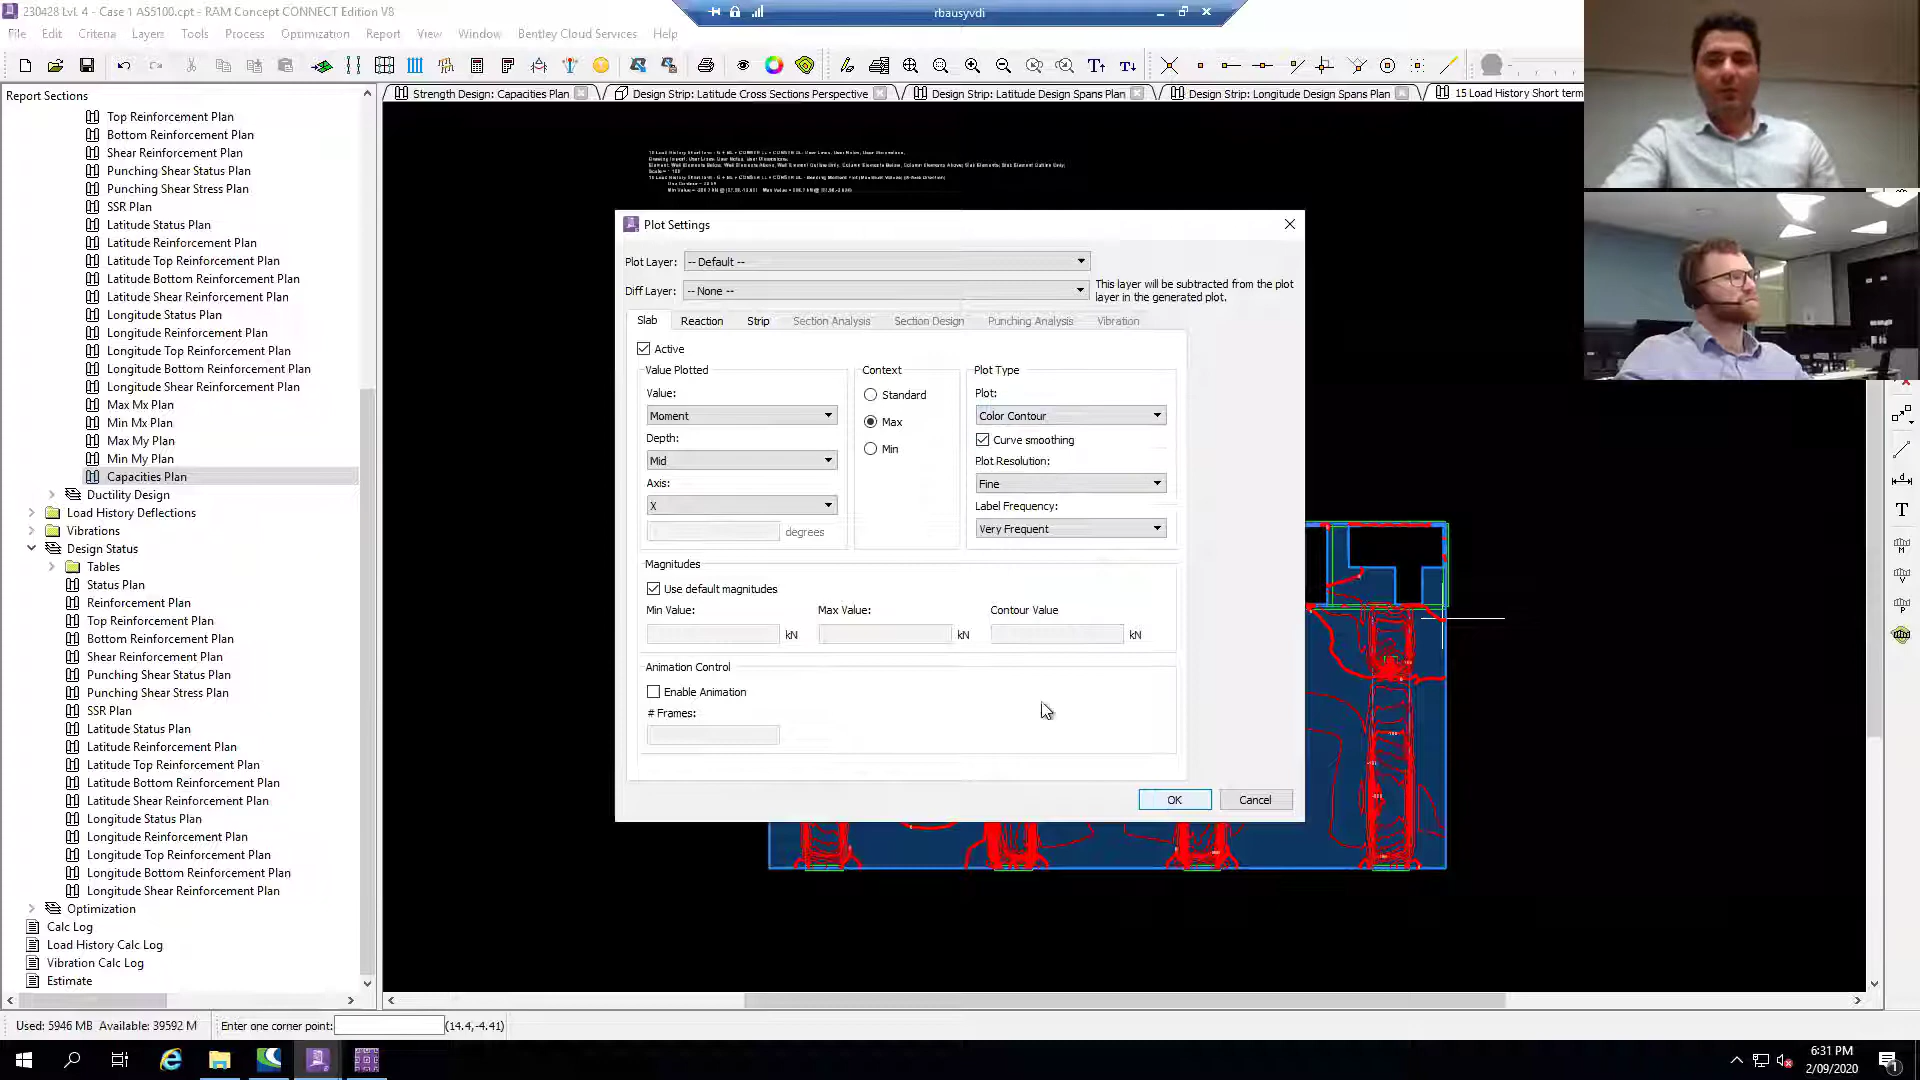 230428 Lvl. 4 - Case 1 AS5100.cpt - RAM Concept CONNECT Edition V8
rbausyvdi
File Edit Criteria Layers Tools Process Optimization Report View Window Bentley Cloud Services Help
Report Sections
Strength Design: Capacities Plan
Design Strip: Latitude Cross Sections Perspective
Design Strip: Latitude Design Spans Plan
Design Strip: Longitude Design Spans Plan
15 Load History Short term
Top Reinforcement Plan
Bottom Reinforcement Plan
Shear Reinforcement Plan
Punching Shear Status Plan
Punching Shear Stress Plan
SSR Plan
Latitude Status Plan
Latitude Reinforcement Plan
Latitude Top Reinforcement Plan
Latitude Bottom Reinforcement Plan
Latitude Shear Reinforcement Plan
Longitude Status Plan
Longitude Reinforcement Plan
Longitude Top Reinforcement Plan
Longitude Bottom Reinforcement Plan
Longitude Shear Reinforcement Plan
Max Mx Plan
Min Mx Plan
Max My Plan
Min My Plan
Capacities Plan
Ductility Design
Load History Deflections
Vibrations
Design Status
Tables
Status Plan
Reinforcement Plan
Top Reinforcement Plan
Bottom Reinforcement Plan
Shear Reinforcement Plan
Punching Shear Status Plan
Punching Shear Stress Plan
SSR Plan
Latitude Status Plan
Latitude Reinforcement Plan
Latitude Top Reinforcement Plan
Latitude Bottom Reinforcement Plan
Latitude Shear Reinforcement Plan
Longitude Status Plan
Longitude Reinforcement Plan
Longitude Top Reinforcement Plan
Longitude Bottom Reinforcement Plan
Longitude Shear Reinforcement Plan
Optimization
Calc Log
Load History Calc Log
Vibration Calc Log
Estimate
Plot Settings
Plot Layer: -- Default --
Diff Layer: -- None --
This layer will be subtracted from the plot
layer in the generated plot.
Slab Reaction Strip Section Analysis Section Design Punching Analysis Vibration
Active
Value Plotted
Value:
Moment
Depth:
Mid
Axis:
X
degrees
Context
Standard
Max
Min
Plot Type
Plot:
Color Contour
Curve smoothing
Plot Resolution:
Fine
Label Frequency:
Very Frequent
Magnitudes
Use default magnitudes
Min Value: Max Value: Contour Value
kN kN kN
Animation Control
Enable Animation
# Frames:
OK Cancel
Used: 5946 MB Available: 39592 M
Enter one corner point:
(14.4,-4.41)
6:31 PM
2/09/2020